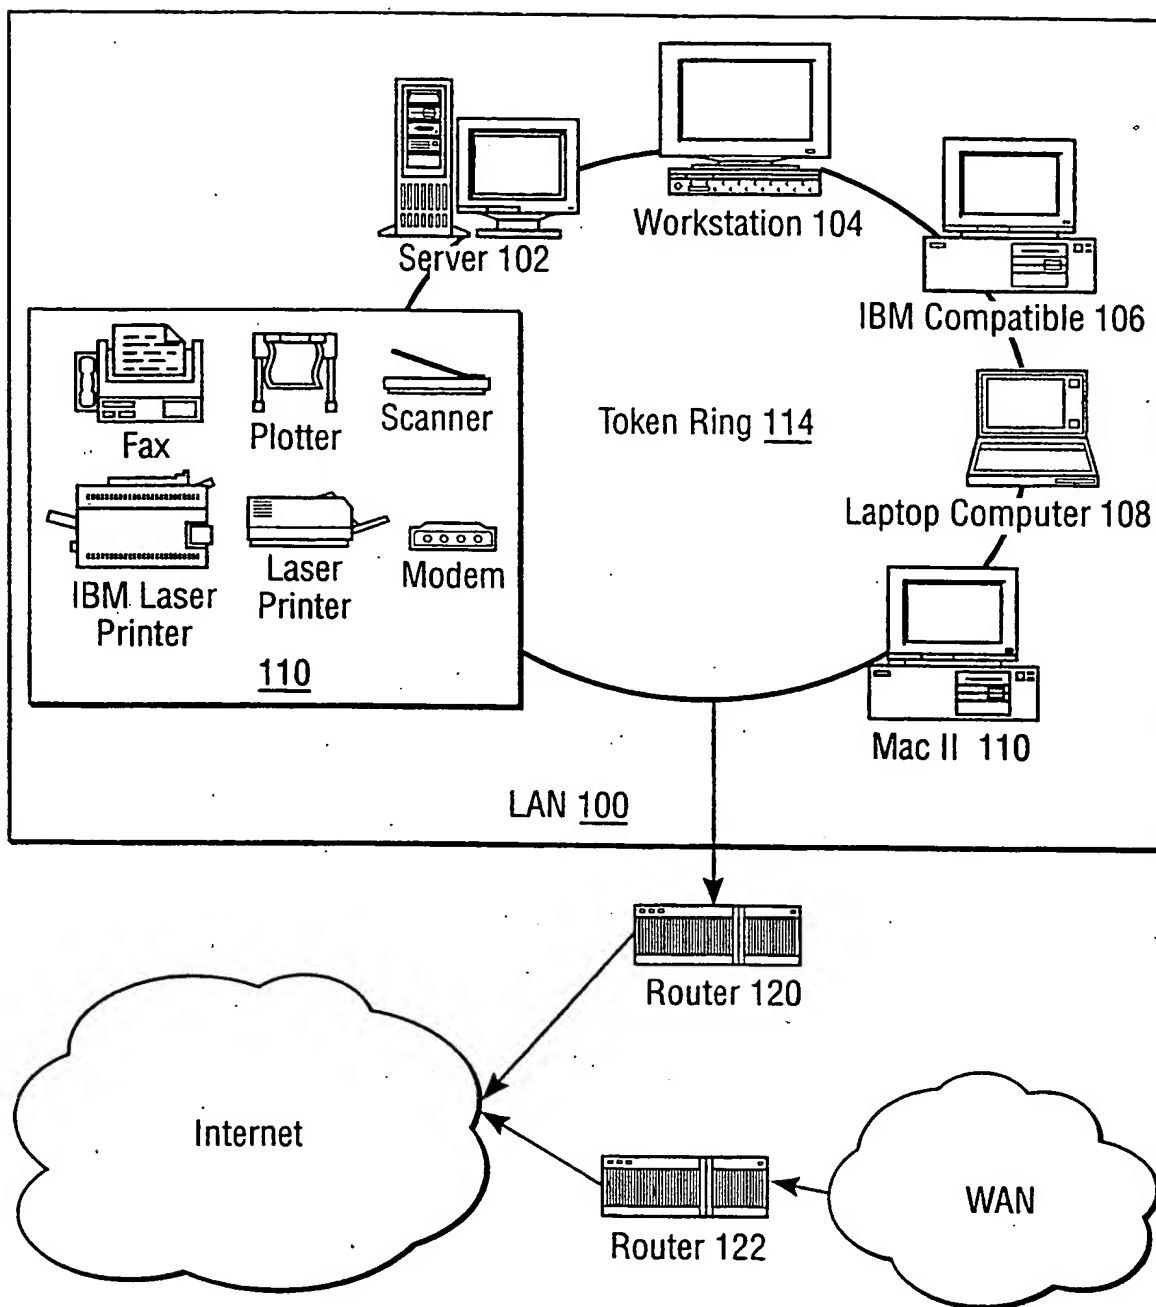 Server 102
Workstation 104
IBM Compatible 106
Fax
Plotter
Scanner
Token Ring 114
Laptop Computer 108
IBM Laser
Printer
Laser
Printer
Modem
110
Mac II 110
LAN 100
Router 120
Internet
WAN
Router 122